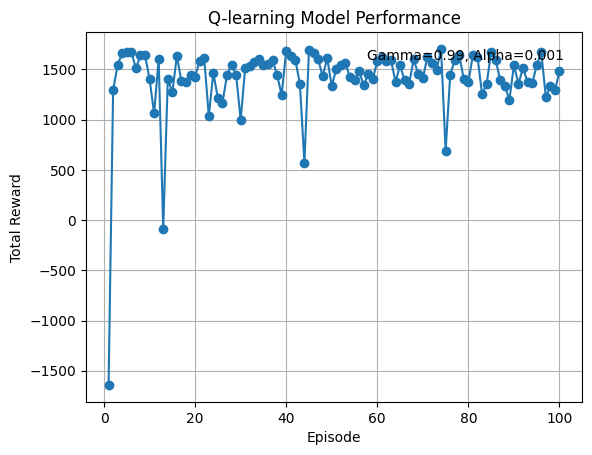 Q-learning Model Performance
Gamma=0.99, Alpha=0.001
1500
1000
500
0
−500
−1000
−1500
Total Reward
0 20 40 60 80 100
Episode